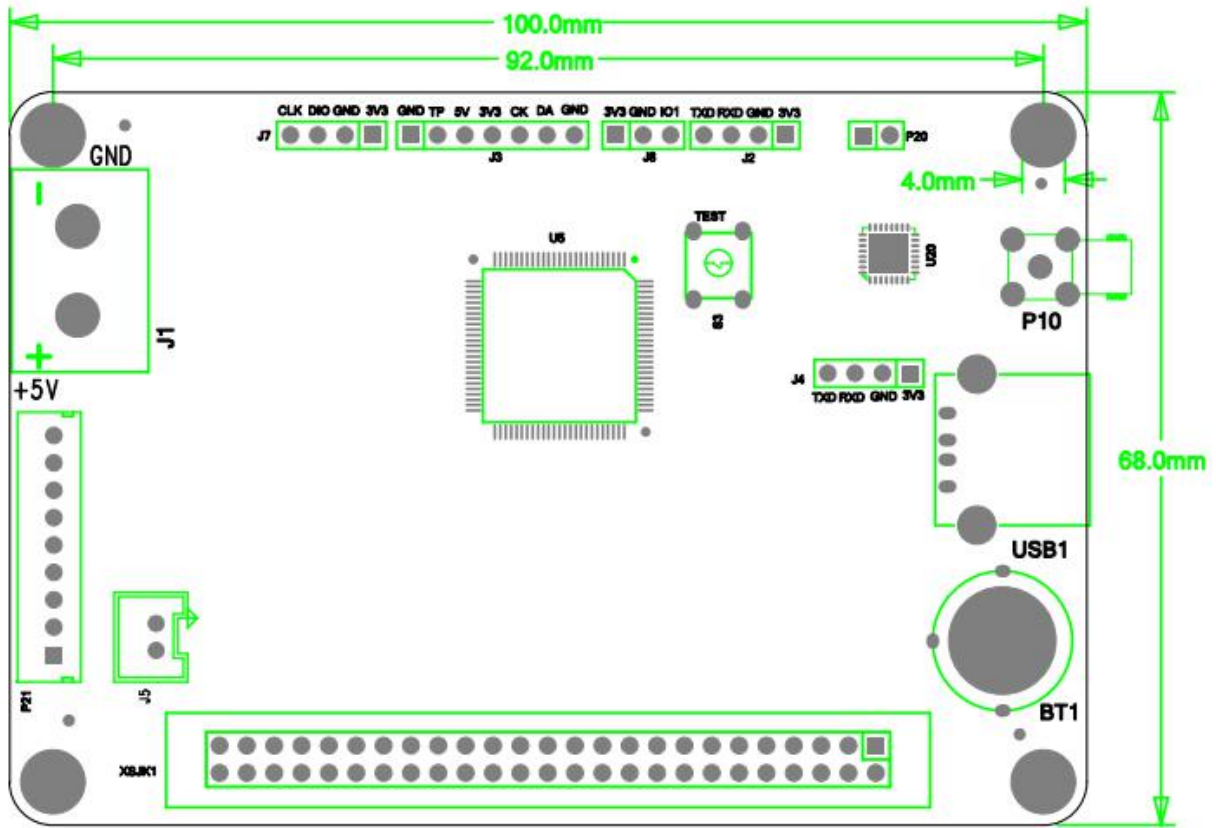 100.0mm
92.0mm
CLK DIO GND 3V3 GND TP 5V 3V3 CK DA GND 3V3 GND IO1 TXD RXD GND 3V3
J7 J3 J8 J2 P20
GND
4.0mm
TEST
U5
U20
S3
P10
J1
J4
TXD RXD GND 3V3
+5V
68.0mm
USB1
P21
J5
BT1
XSJK1